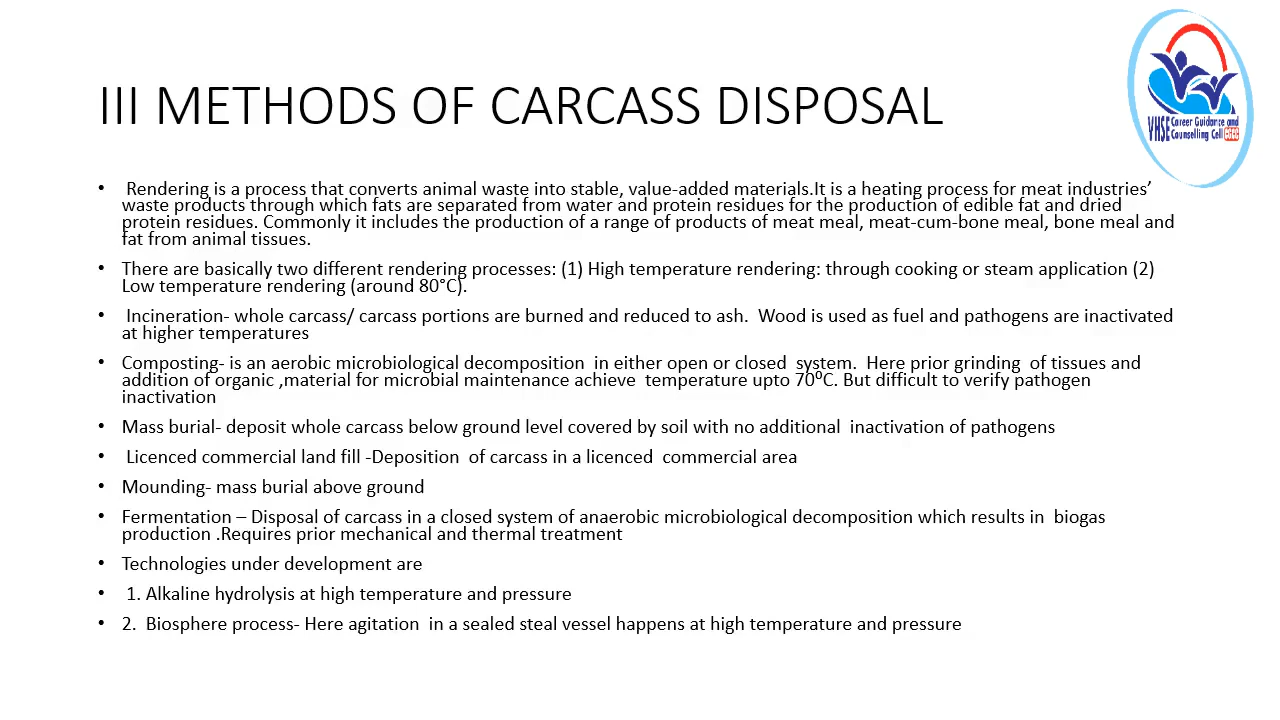 III METHODS OF CARCASS DISPOSAL
VHSE Career Guidance and
Counselling Cell
• Rendering is a process that converts animal waste into stable, value-added materials.It is a heating process for meat industries’
waste products through which fats are separated from water and protein residues for the production of edible fat and dried
protein residues. Commonly it includes the production of a range of products of meat meal, meat-cum-bone meal, bone meal and
fat from animal tissues.
• There are basically two different rendering processes: (1) High temperature rendering: through cooking or steam application (2)
Low temperature rendering (around 80°C).
• Incineration- whole carcass/ carcass portions are burned and reduced to ash.  Wood is used as fuel and pathogens are inactivated
at higher temperatures
• Composting- is an aerobic microbiological decomposition  in either open or closed  system.  Here prior grinding  of tissues and
addition of organic ,material for microbial maintenance achieve  temperature upto 70⁰C. But difficult to verify pathogen
inactivation
• Mass burial- deposit whole carcass below ground level covered by soil with no additional  inactivation of pathogens
• Licenced commercial land fill -Deposition  of carcass in a licenced  commercial area
• Mounding- mass burial above ground
• Fermentation – Disposal of carcass in a closed system of anaerobic microbiological decomposition which results in  biogas
production .Requires prior mechanical and thermal treatment
• Technologies under development are
• 1. Alkaline hydrolysis at high temperature and pressure
• 2.  Biosphere process- Here agitation  in a sealed steal vessel happens at high temperature and pressure